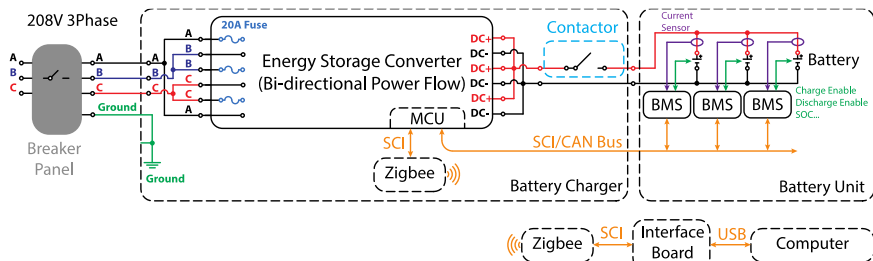 208V 3Phase
A
B
C
Breaker
Panel
A
B
C
Ground
Ground
A
B
B
C
C
A
20A Fuse
Energy Storage Converter
(Bi-directional Power Flow)
MCU
DC+
DC-
DC+
DC-
DC+
DC-
SCI
Zigbee
SCI/CAN Bus
Battery Charger
Contactor
Current
Sensor
Battery
BMS
BMS
BMS
Charge Enable
Discharge Enable
SOC...
Battery Unit
Zigbee
SCI
Interface
Board
USB
Computer